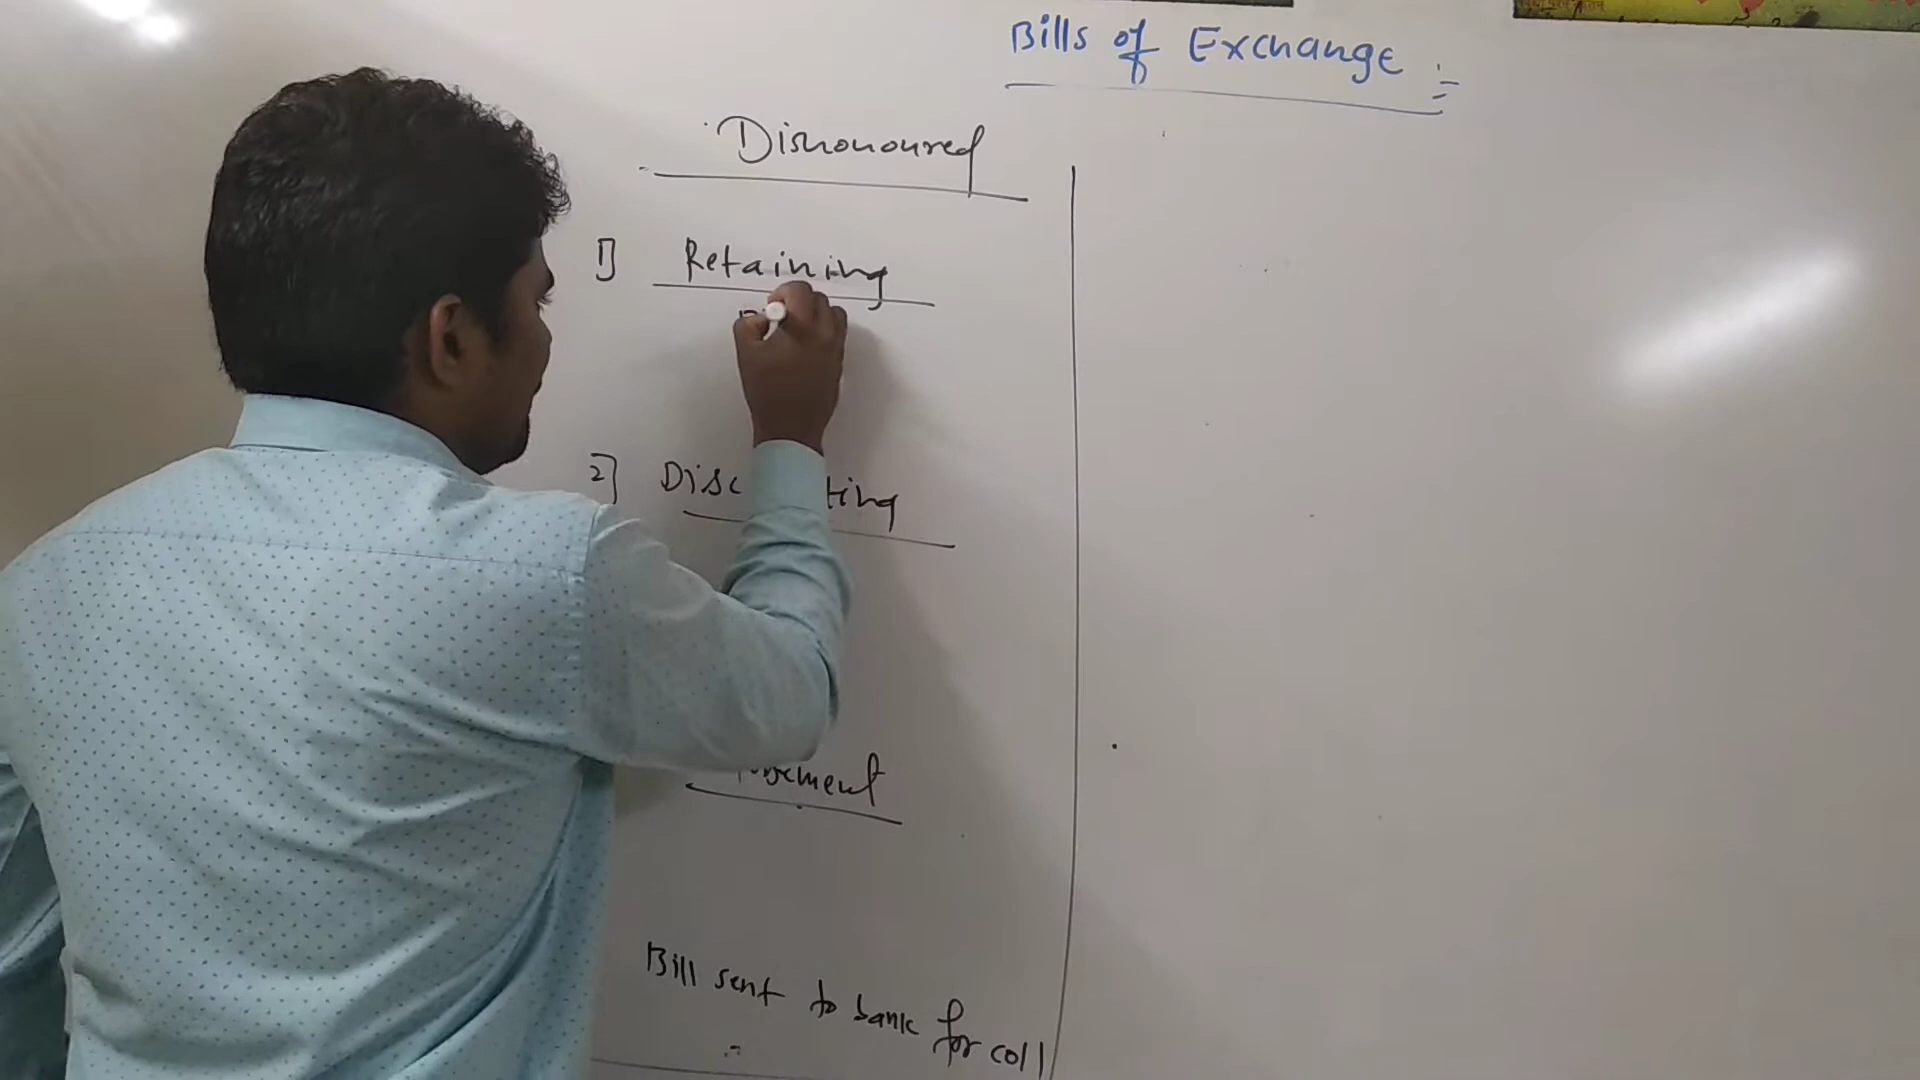 Bills of Exchange :-
Dishonoured
1] Retaining
2] Disc ting
Bill sent to bank for coll